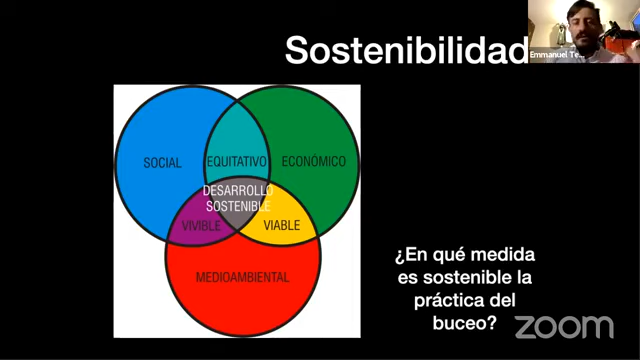 Sostenibilidad
Emmanuel Te...
SOCIAL
EQUITATIVO
ECONÓMICO
DESARROLLO
SOSTENIBLE
VIVIBLE
VIABLE
MEDIOAMBIENTAL
¿En qué medida
es sostenible la
práctica del
buceo?
zoom